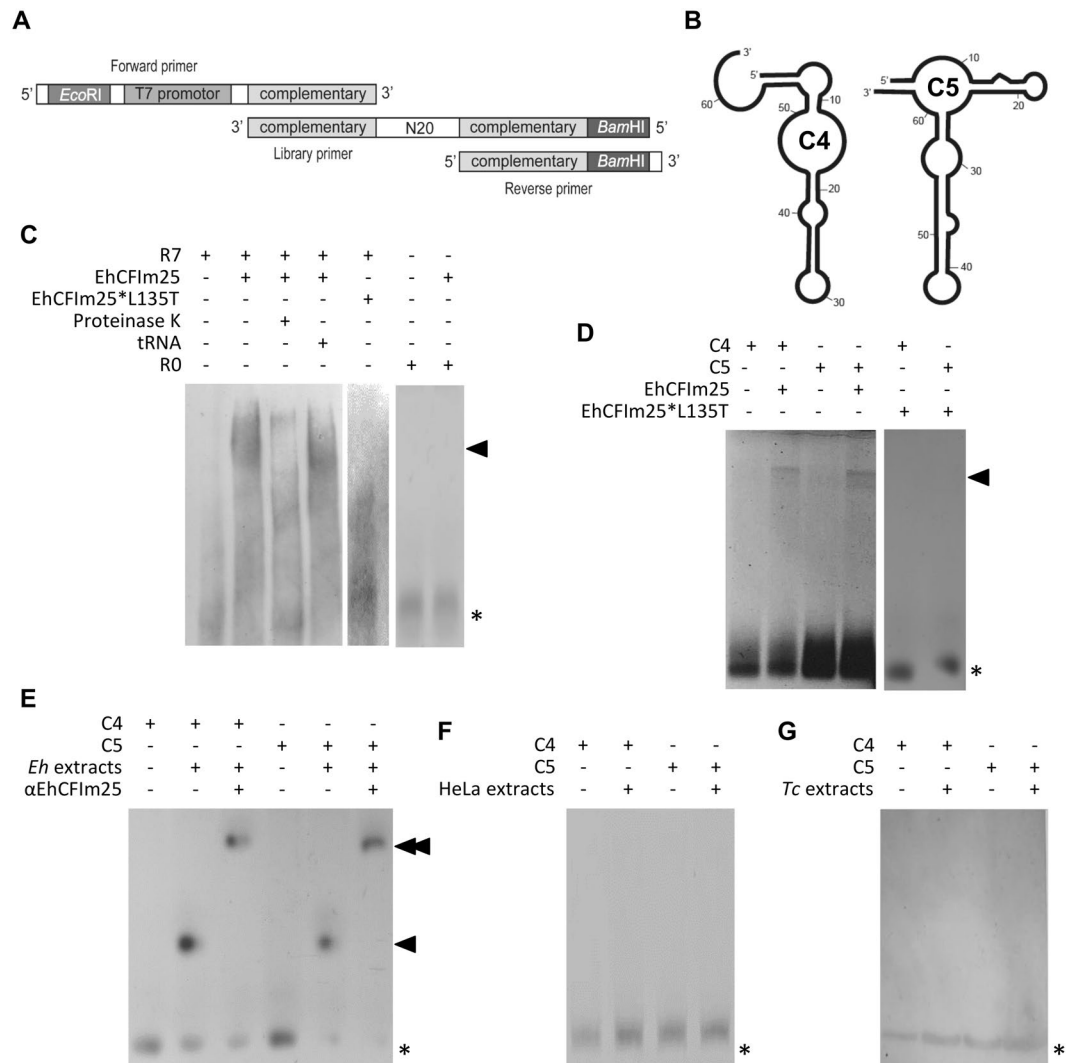 A
Forward primer
5' EcoRI T7 promotor complementary 3'
3' complementary N20 complementary BamHI 5'
Library primer
5' complementary BamHI 3'
Reverse primer
B
3'
5'
60
10
50
C4
20
40
30
10
5'
3'
C5
20
60
30
50
40
C
R7 + + + + + - -
EhCFIm25 - + + + - - +
EhCFIm25*L135T - - - - + - -
Proteinase K - - + - - - -
tRNA - - - + - - -
R0 - - - - - + +
*
D
C4 + + - - + -
C5 - - + + - +
EhCFIm25 - + - + - -
EhCFIm25*L135T - - - - + +
*
E
C4 + + + - - -
C5 - - - + + +
Eh extracts - + + - + +
αEhCFIm25 - - + - - +
*
F
C4 + + - -
C5 - - + +
HeLa extracts - + - +
*
G
C4 + + - -
C5 - - + +
Tc extracts - + - +
*